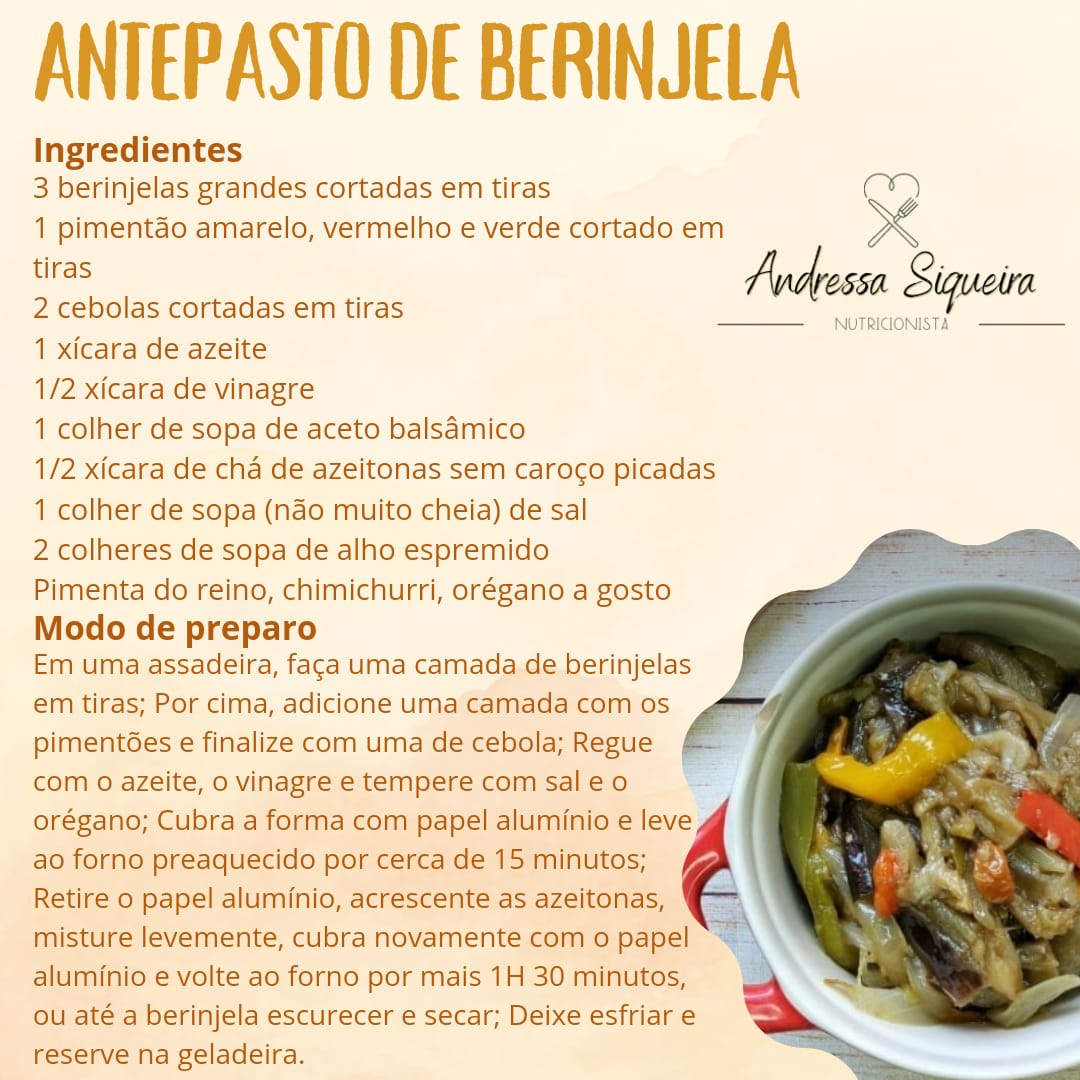 ANTEPASTO DE BERINJELA
Ingredientes
3 berinjelas grandes cortadas em tiras
1 pimentão amarelo, vermelho e verde cortado em
tiras
2 cebolas cortadas em tiras
1 xícara de azeite
1/2 xícara de vinagre
1 colher de sopa de aceto balsâmico
1/2 xícara de chá de azeitonas sem caroço picadas
1 colher de sopa (não muito cheia) de sal
2 colheres de sopa de alho espremido
Pimenta do reino, chimichurri, orégano a gosto
Andressa Siqueira
NUTRICIONISTA
Modo de preparo
Em uma assadeira, faça uma camada de berinjelas
em tiras; Por cima, adicione uma camada com os
pimentões e finalize com uma de cebola; Regue
com o azeite, o vinagre e tempere com sal e o
orégano; Cubra a forma com papel alumínio e leve
ao forno preaquecido por cerca de 15 minutos;
Retire o papel alumínio, acrescente as azeitonas,
misture levemente, cubra novamente com o papel
alumínio e volte ao forno por mais 1H 30 minutos,
ou até a berinjela escurecer e secar; Deixe esfriar e
reserve na geladeira.